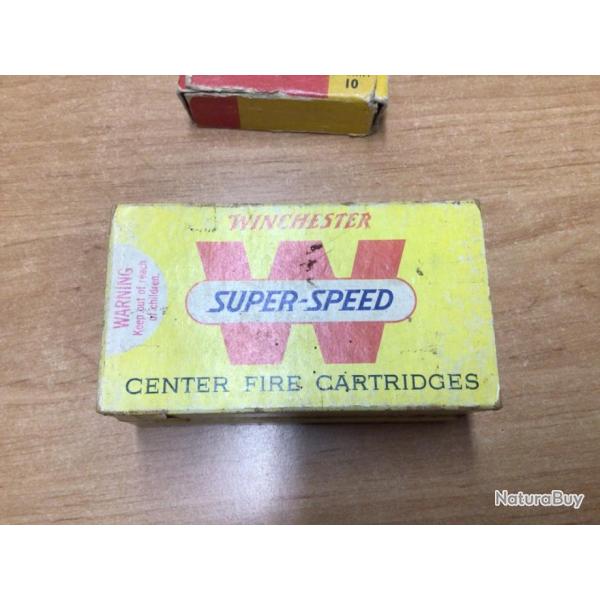 10
WINCHESTER
SUPER-SPEED
CENTER FIRE CARTRIDGES
WARNING
Keep out of reach
of children.
NaturaBuy